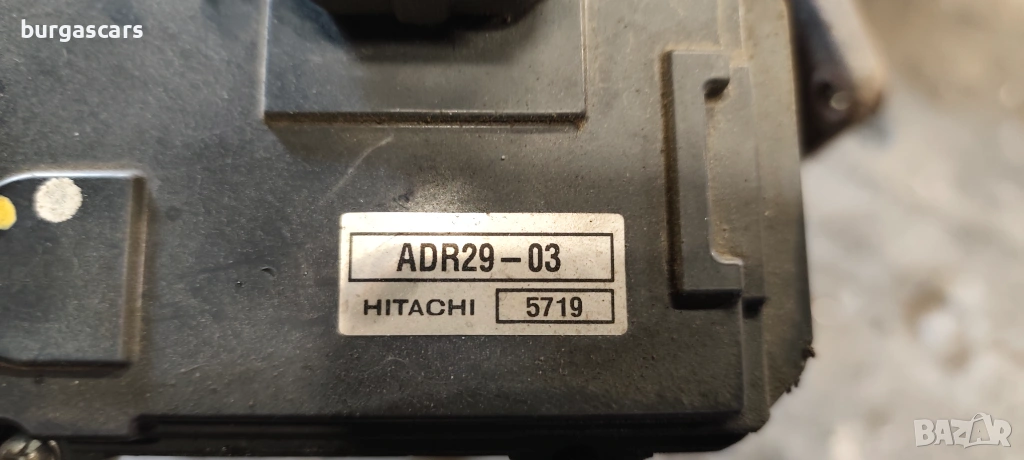 burgascars
ADR29-03
HITACHI 5719
BAZAR